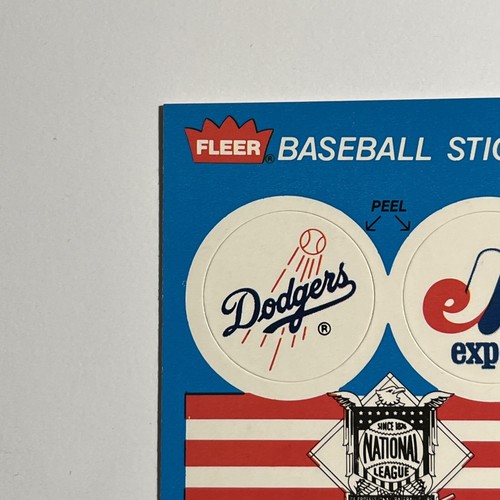 FLEER® BASEBALL STIC
PEEL
Dodgers ®
exp
SINCE 1876
NATIONAL
LEAGUE